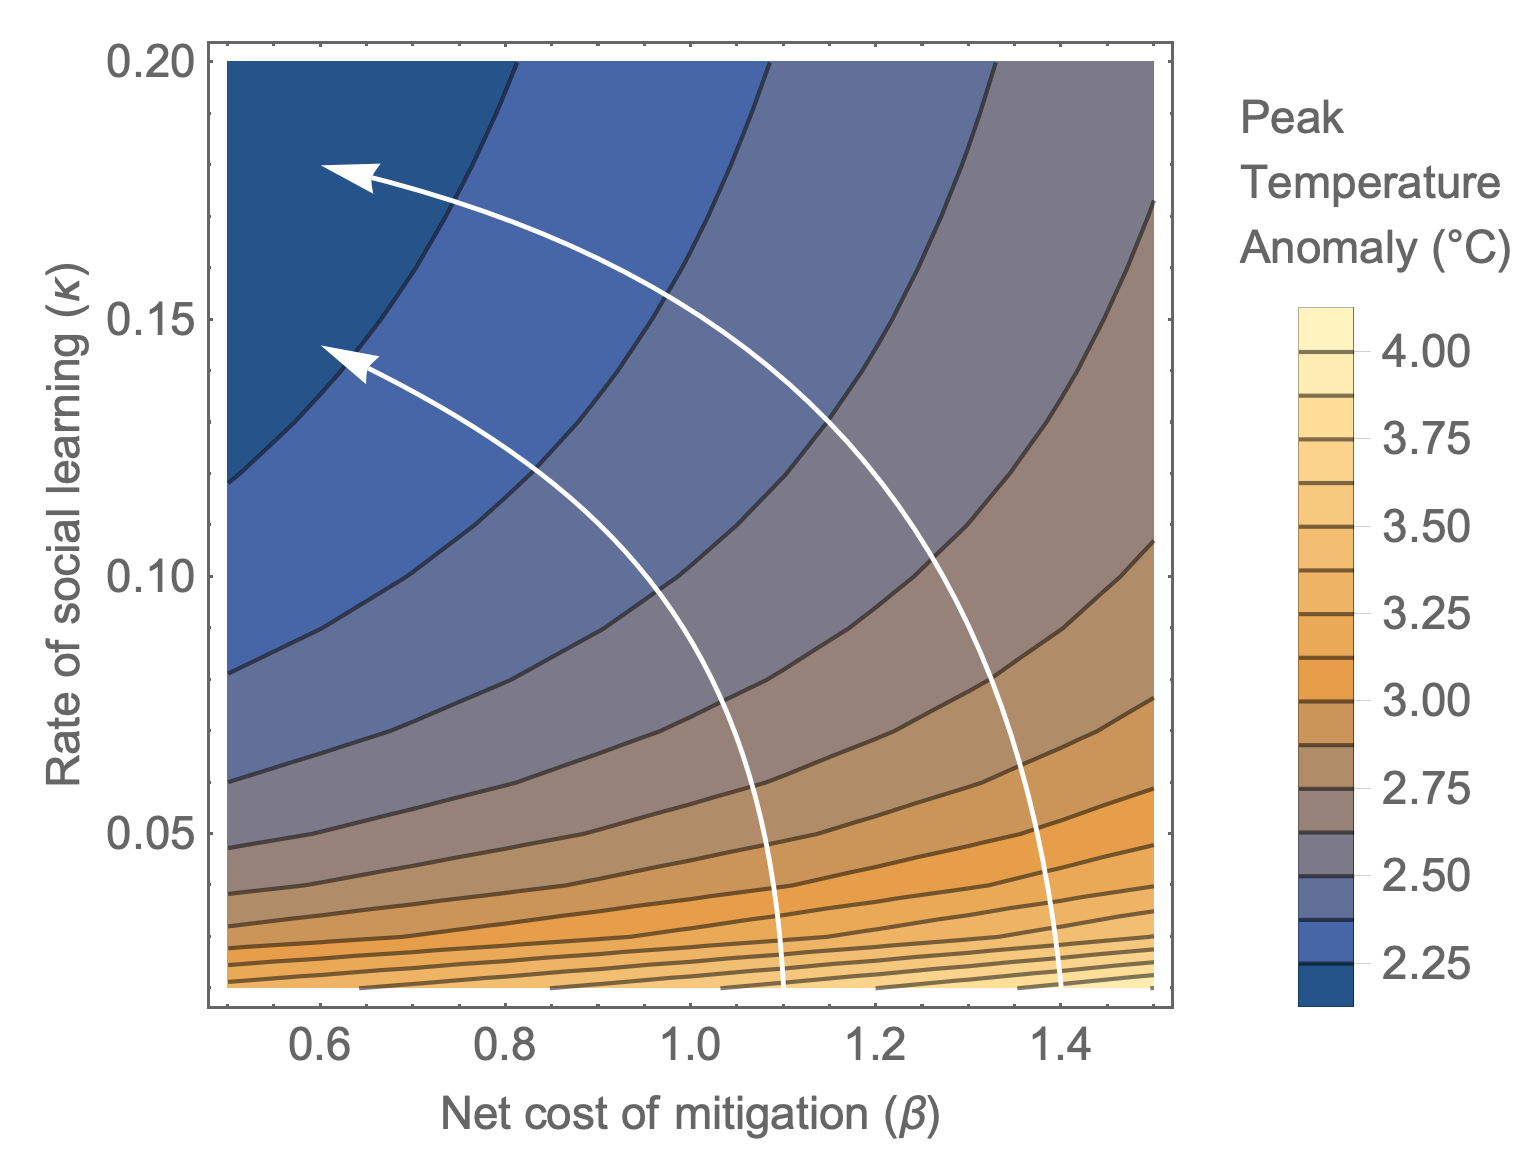 0.20
0.15
0.10
0.05
Rate of social learning (κ)
0.6 0.8 1.0 1.2 1.4
Net cost of mitigation (β)
Peak
Temperature
Anomaly (°C)
4.00
3.75
3.50
3.25
3.00
2.75
2.50
2.25